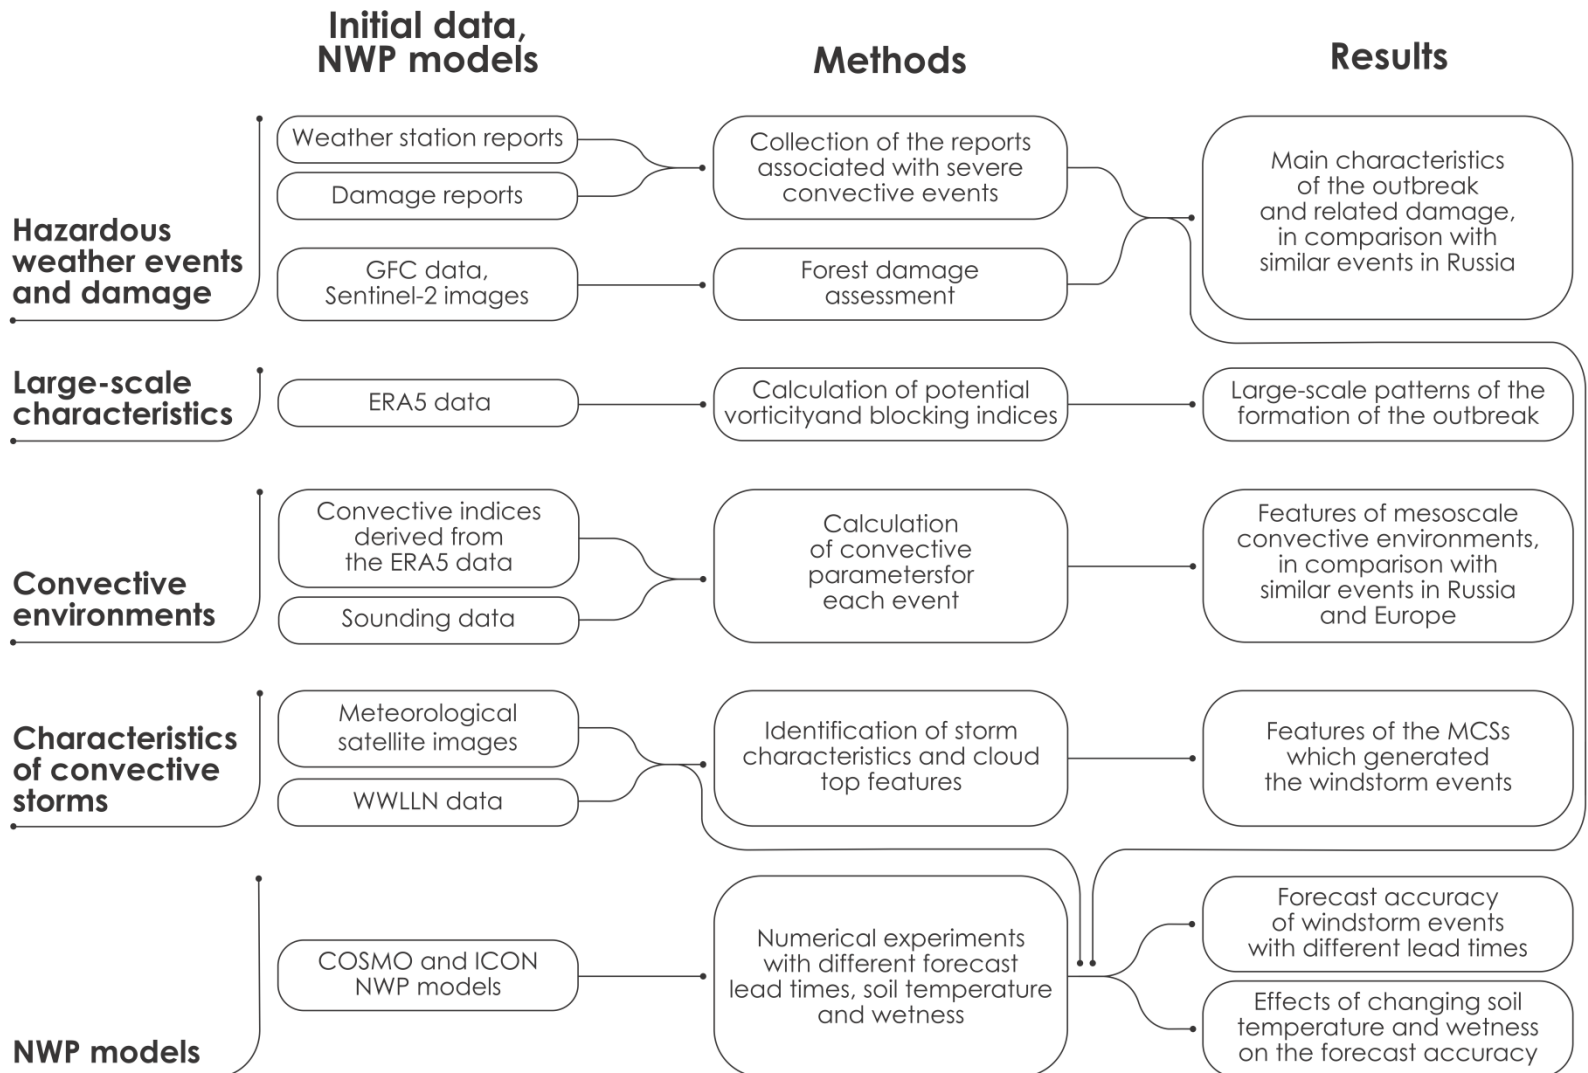 Initial data,
NWP models
Methods
Results
Hazardous
weather events
and damage
Weather station reports
Damage reports
GFC data,
Sentinel-2 images
Collection of the reports
associated with severe
convective events
Forest damage
assessment
Main characteristics
of the outbreak
and related damage,
in comparison with
similar events in Russia
Large-scale
characteristics
ERA5 data
Calculation of potential
vorticityand blocking indices
Large-scale patterns of the
formation of the outbreak
Convective
environments
Convective indices
derived from
the ERA5 data
Sounding data
Calculation
of convective
parametersfor
each event
Features of mesoscale
convective environments,
in comparison with
similar events in Russia
and Europe
Characteristics
of convective
storms
Meteorological
satellite images
WWLLN data
Identification of storm
characteristics and cloud
top features
Features of the MCSs
which generated
the windstorm events
NWP models
COSMO and ICON
NWP models
Numerical experiments
with different forecast
lead times, soil temperature
and wetness
Forecast accuracy
of windstorm events
with different lead times
Effects of changing soil
temperature and wetness
on the forecast accuracy